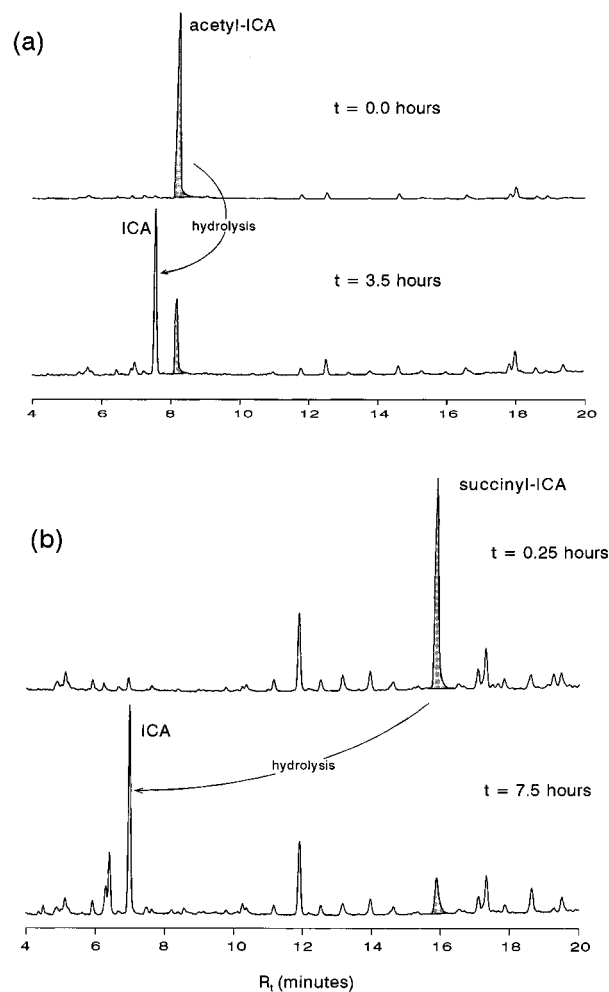 (a)
acetyl-ICA
t = 0.0 hours
ICA
hydrolysis
t = 3.5 hours
4 6 8 10 12 14 16 18 20
succinyl-ICA
(b)
t = 0.25 hours
ICA
hydrolysis
t = 7.5 hours
4 6 8 10 12 14 16 18 20
Rt (minutes)